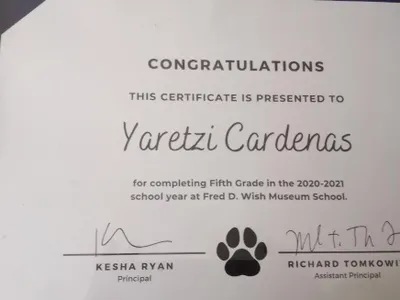 CONGRATULATIONS
THIS CERTIFICATE IS PRESENTED TO
Yaretzi Cardenas
for completing Fifth Grade in the 2020-2021
school year at Fred D. Wish Museum School.
KESHA RYAN
Principal
RICHARD TOMKOWI
Assistant Principal